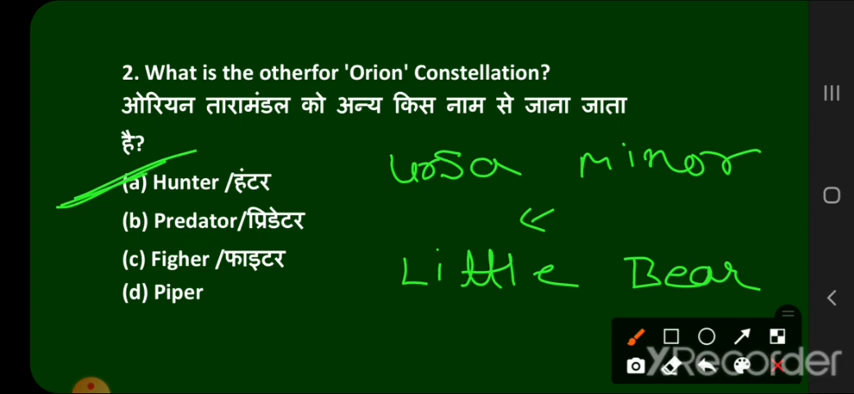 2. What is the otherfor 'Orion' Constellation?
ओरियन तारामंडल को अन्य किस नाम से जाना जाता
है?
(a) Hunter /हंटर
(b) Predator/प्रिडेटर
(c) Figher /फाइटर
(d) Piper
Ursa Minor
Little Bear
XRecorder